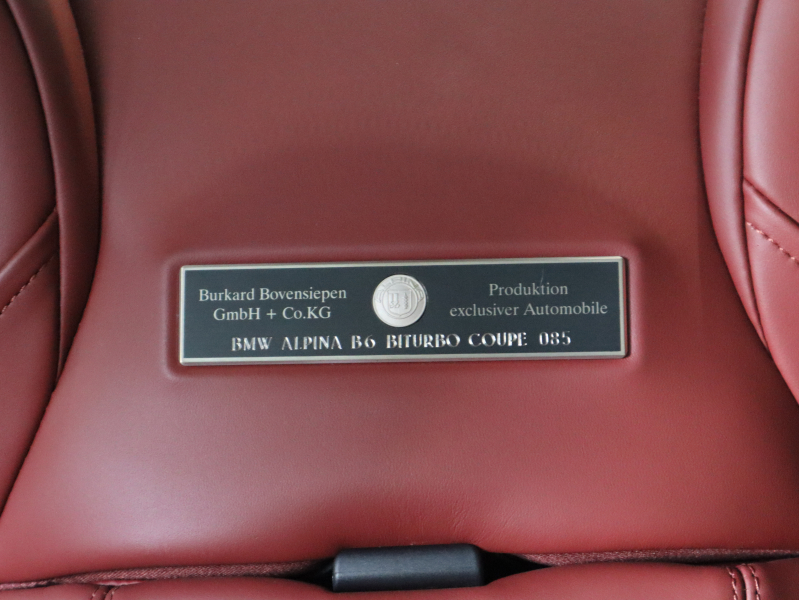 Burkard Bovensiepen
GmbH + Co.KG
Produktion
exclusiver Automobile
BMW ALPINA B6 BITURBO COUPE 085